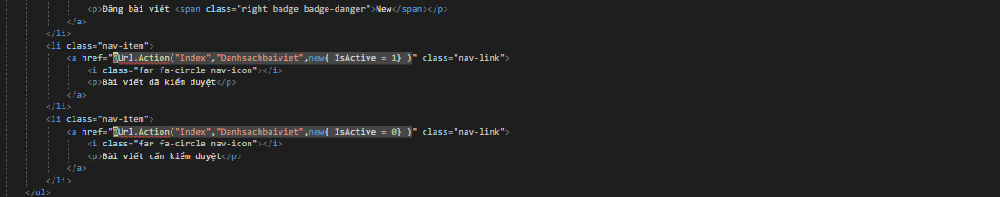 <p>Đăng bài viết <span class="right badge badge-danger">New</span></p>
</a>
</li>
<li class="nav-item">
<a href="@Url.Action("Index","Danhsachbaiviet",new{ IsActive = 1} )" class="nav-link">
<i class="far fa-circle nav-icon"></i>
<p>Bài viết đã kiểm duyệt</p>
</a>
</li>
<li class="nav-item">
<a href="@Url.Action("Index","Danhsachbaiviet",new{ IsActive = 0} )" class="nav-link">
<i class="far fa-circle nav-icon"></i>
<p>Bài viết cấm kiểm duyệt</p>
</a>
</li>
</ul>